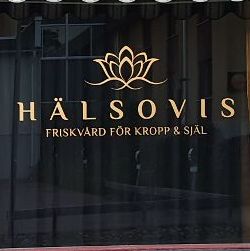 HÄLSOVIS
FRISKVÅRD FÖR KROPP & SJÄL